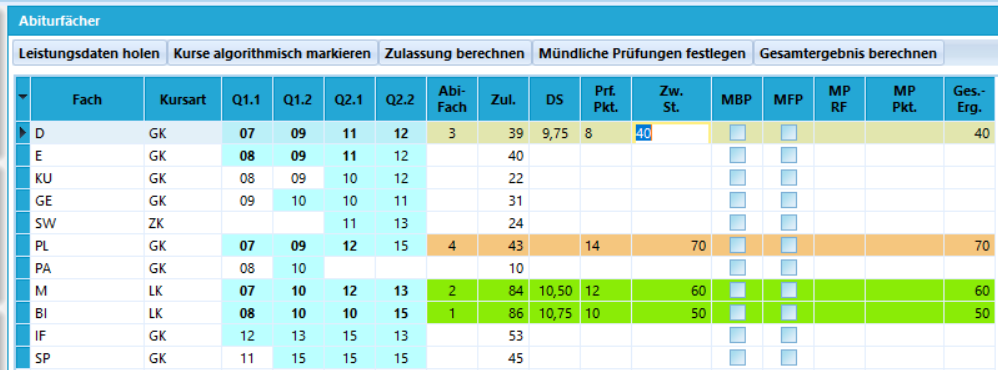 Abiturfächer
Leistungsdaten holen Kurse algorithmisch markieren Zulassung berechnen Mündliche Prüfungen festlegen Gesamtergebnis berechnen
Fach Kursart Q1.1 Q1.2 Q2.1 Q2.2 Abi-Fach Zul. DS Prf. Pkt. Zw. St. MBP MFP MP RF MP Pkt. Ges.-Erg.
D GK 07 09 11 12 3 39 9,75 8 40 40
E GK 08 09 11 12 40
KU GK 08 09 10 12 22
GE GK 09 10 10 11 31
SW ZK 11 13 24
PL GK 07 09 12 15 4 43 14 70 70
PA GK 08 10 10
M LK 07 10 12 13 2 84 10,50 12 60 60
BI LK 08 10 10 15 1 86 10,75 10 50 50
IF GK 12 13 15 13 53
SP GK 11 15 15 15 45